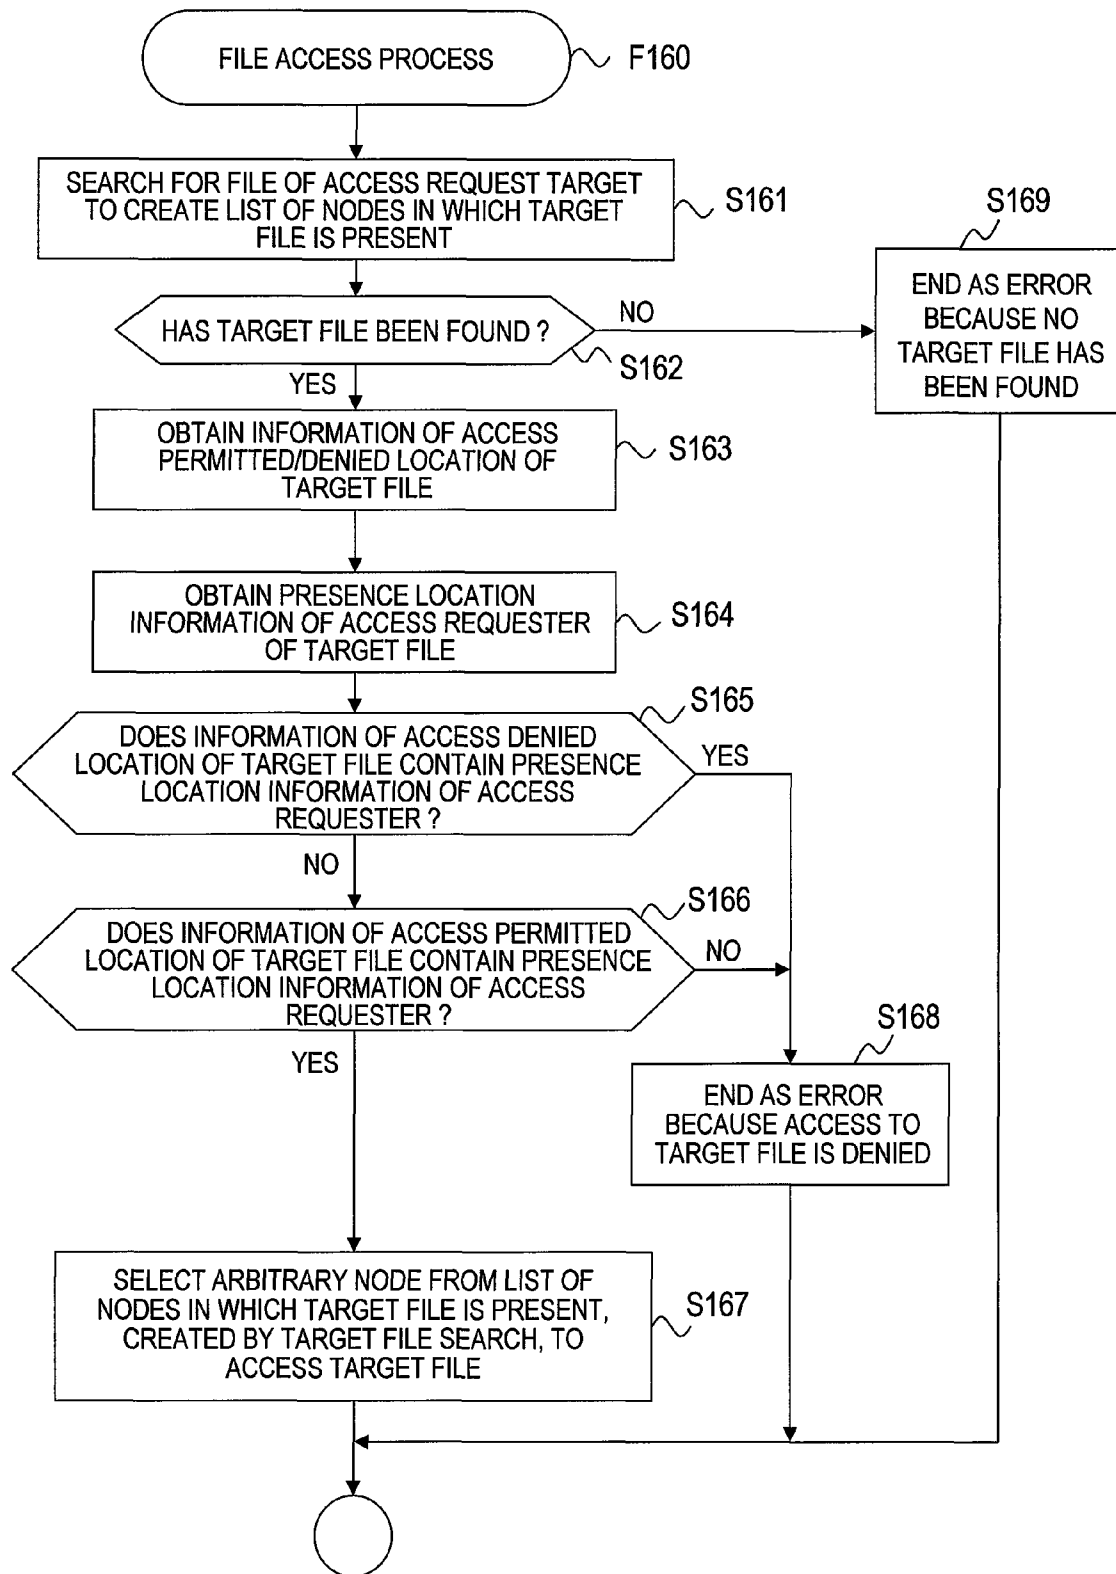 FILE ACCESS PROCESS
F160
SEARCH FOR FILE OF ACCESS REQUEST TARGET
TO CREATE LIST OF NODES IN WHICH TARGET
FILE IS PRESENT
S161
S169
END AS ERROR
BECAUSE NO
TARGET FILE HAS
BEEN FOUND
HAS TARGET FILE BEEN FOUND ?
NO
S162
YES
OBTAIN INFORMATION OF ACCESS
PERMITTED/DENIED LOCATION OF
TARGET FILE
S163
OBTAIN PRESENCE LOCATION
INFORMATION OF ACCESS REQUESTER
OF TARGET FILE
S164
S165
DOES INFORMATION OF ACCESS DENIED
LOCATION OF TARGET FILE CONTAIN PRESENCE
LOCATION INFORMATION OF ACCESS
REQUESTER ?
YES
NO
S166
DOES INFORMATION OF ACCESS PERMITTED
LOCATION OF TARGET FILE CONTAIN PRESENCE
LOCATION INFORMATION OF ACCESS
REQUESTER ?
NO
YES
S168
END AS ERROR
BECAUSE ACCESS TO
TARGET FILE IS DENIED
SELECT ARBITRARY NODE FROM LIST OF
NODES IN WHICH TARGET FILE IS PRESENT,
CREATED BY TARGET FILE SEARCH, TO
ACCESS TARGET FILE
S167